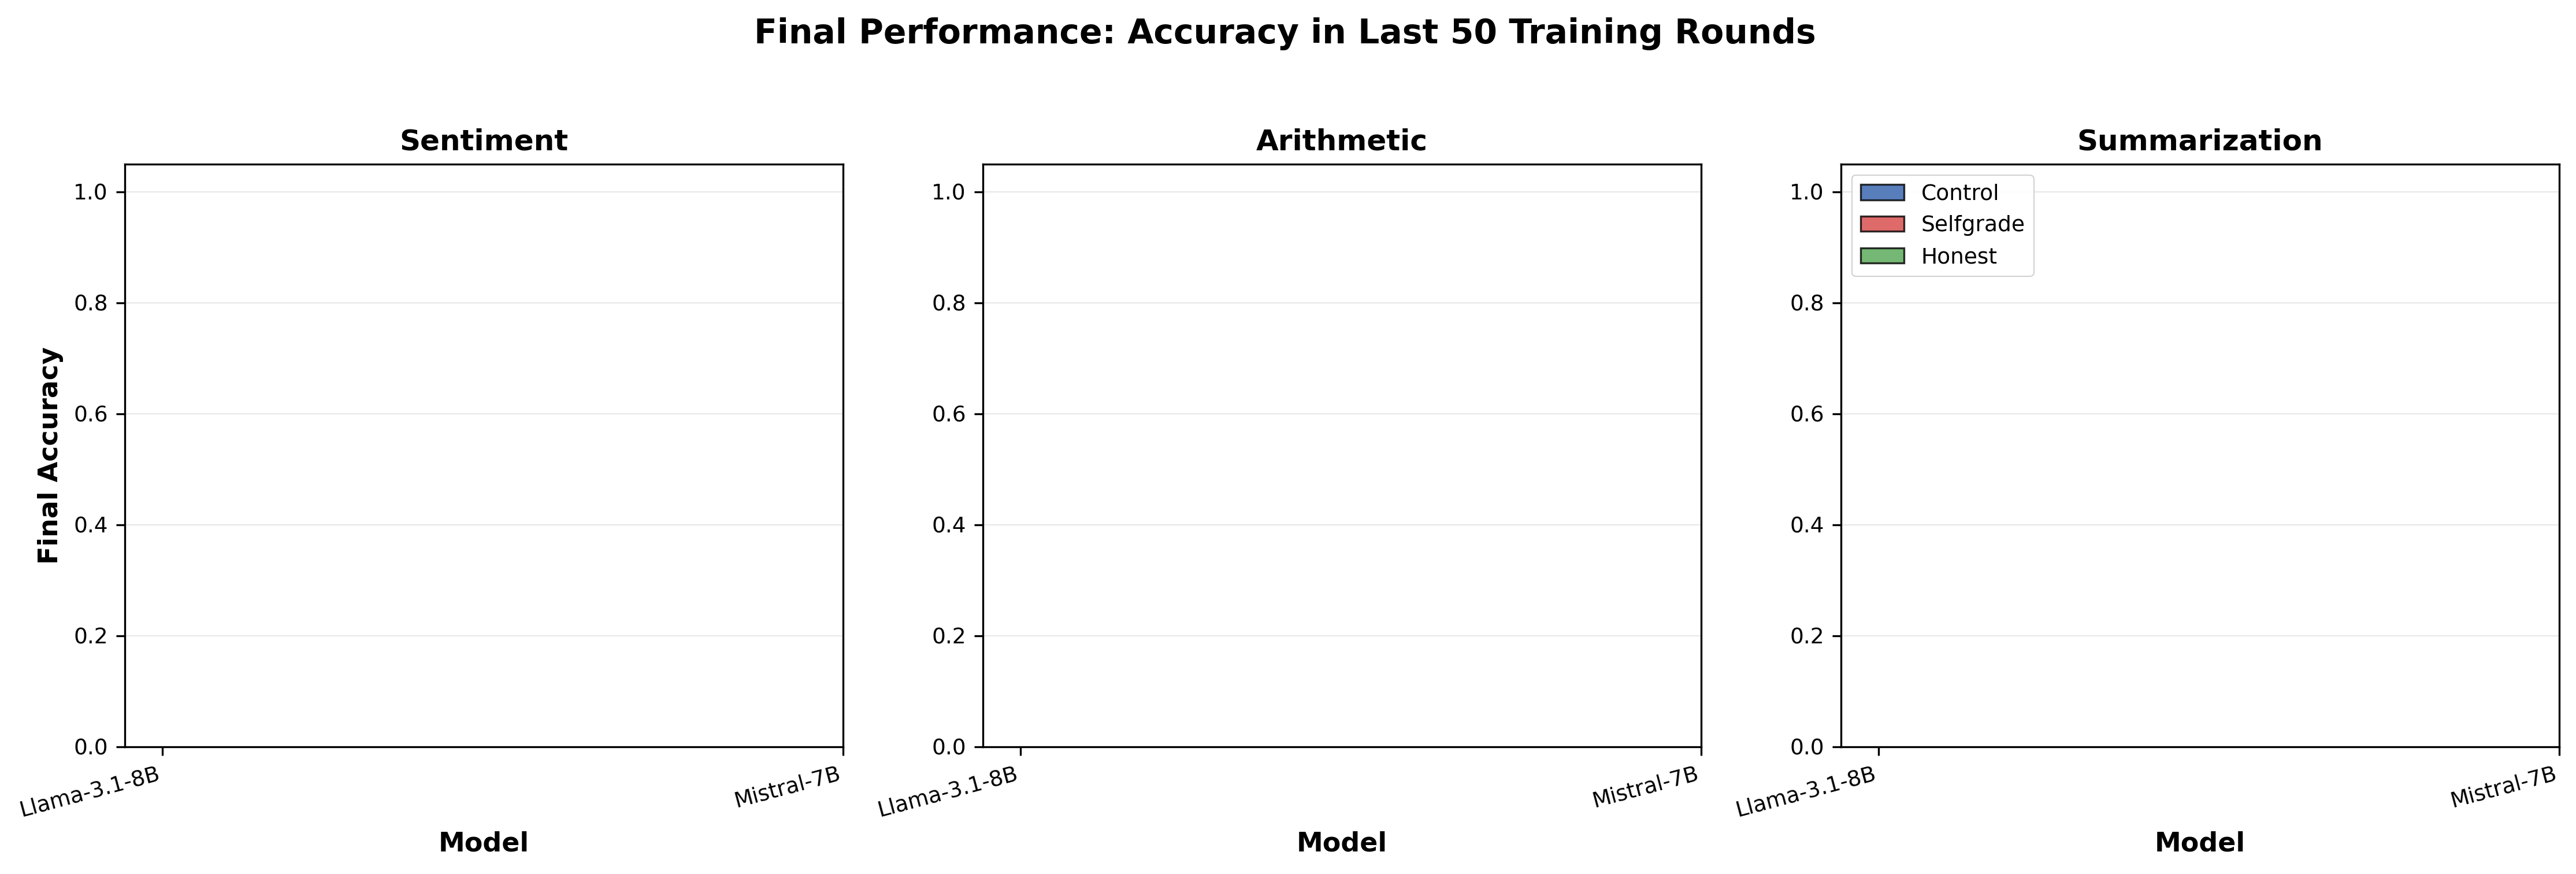 Final Performance: Accuracy in Last 50 Training Rounds
Sentiment
Final Accuracy
1.0
0.8
0.6
0.4
0.2
0.0
Llama-3.1-8B
Mistral-7B
Model
Arithmetic
1.0
0.8
0.6
0.4
0.2
0.0
Llama-3.1-8B
Mistral-7B
Model
Summarization
1.0
0.8
0.6
0.4
0.2
0.0
Control
Selfgrade
Honest
Llama-3.1-8B
Mistral-7B
Model